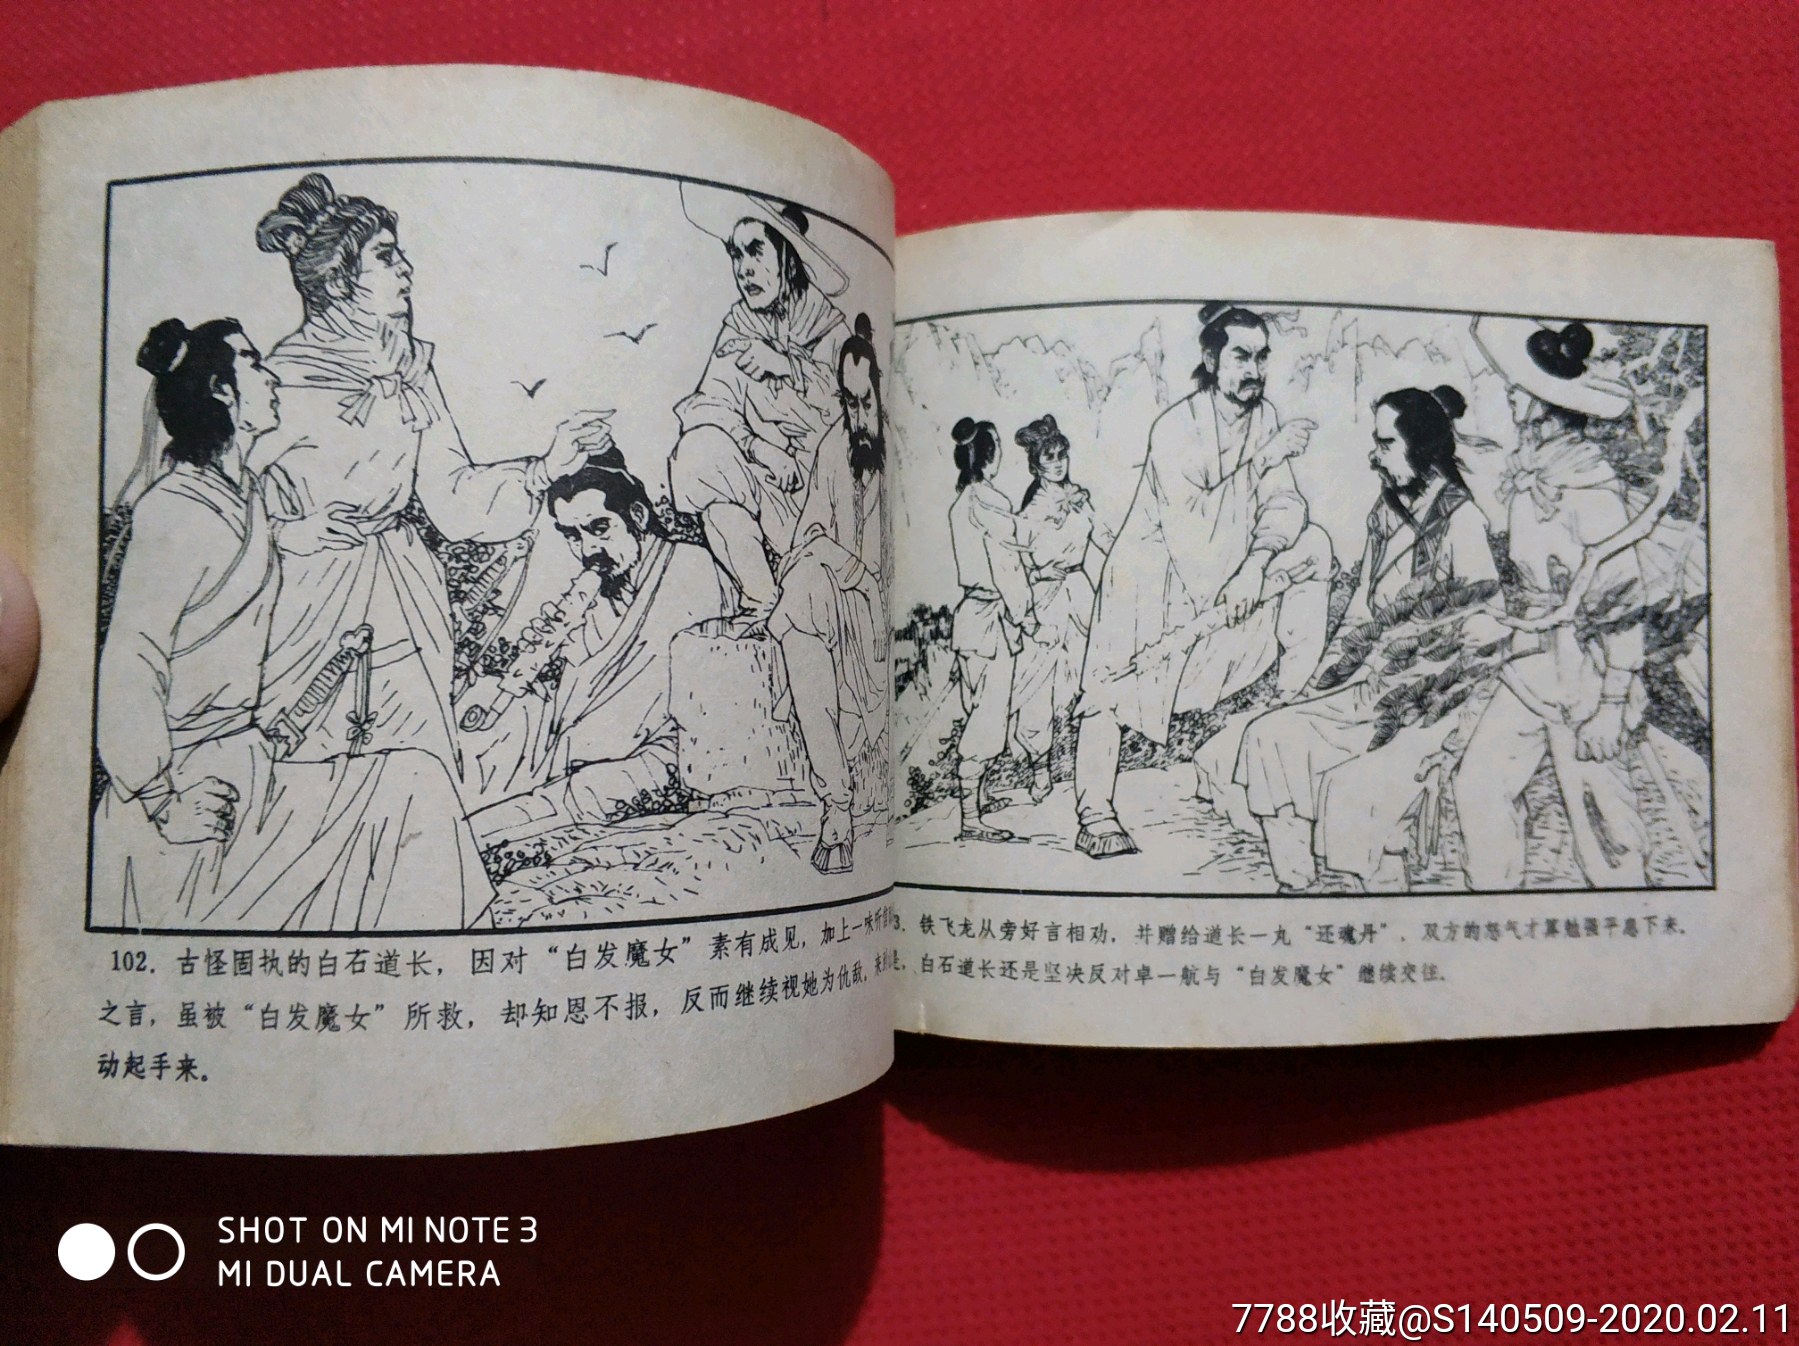 102. 古怪固执的白石道长，因对“白发魔女”素有成见，加上一味所
之言，虽被“白发魔女”所救，却知恩不报，反而继续视她为仇敌，
动起手来。
3. 铁飞龙从旁好言相劝，并赠给道长一丸“还魂丹”，双方的怒气才算勉强平息下来。
白石道长还是坚决反对卓一航与“白发魔女”继续交往。
SHOT ON MI NOTE 3
MI DUAL CAMERA
7788收藏@S140509-2020.02.11